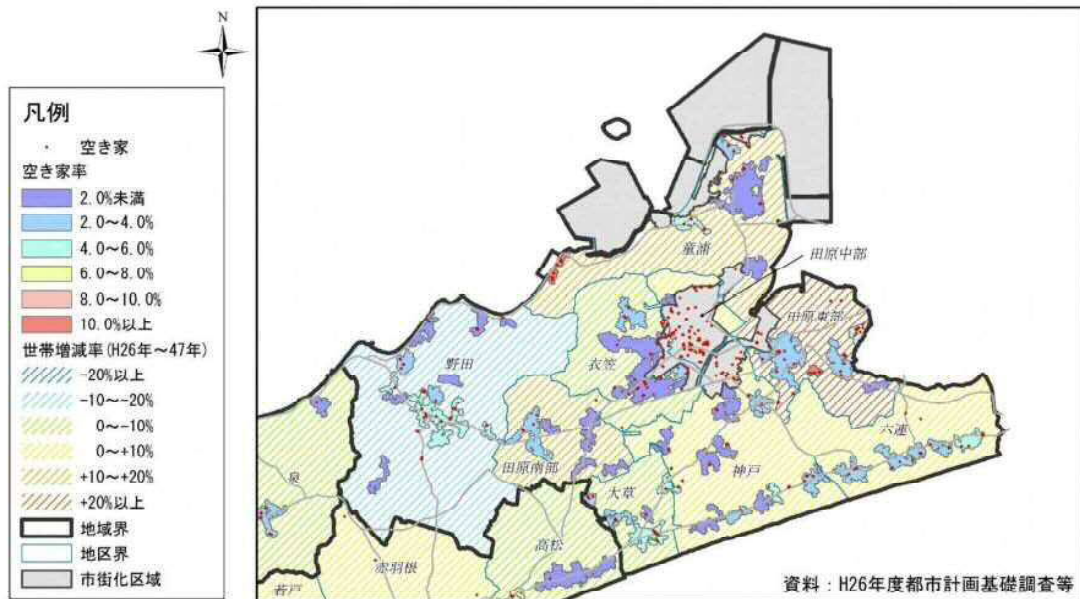 N
凡例
空き家
空き家率
2.0%未満
2.0～4.0%
4.0～6.0%
6.0～8.0%
8.0～10.0%
10.0%以上
世帯増減率(H26年～47年)
-20%以上
-10～-20%
0～-10%
0～+10%
+10～+20%
+20%以上
地域界
地区界
市街化区域
童浦
田原中部
田原東部
野田
衣笠
六連
神戸
田原南部
大草
泉
高松
赤羽根
若戸
資料：H26年度都市計画基礎調査等